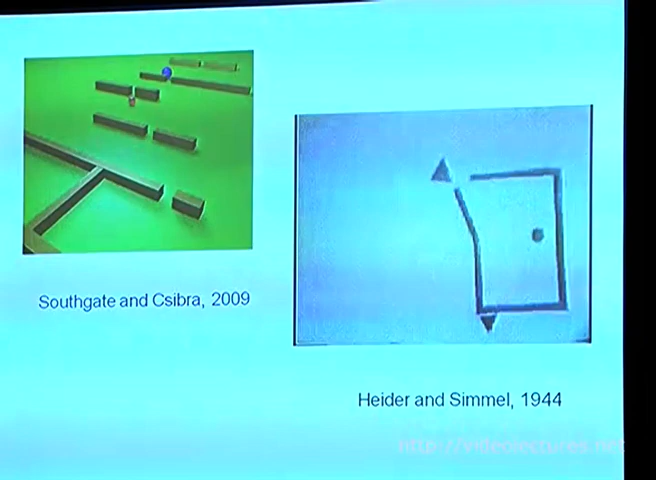 Southgate and Csibra, 2009
Heider and Simmel, 1944
http://videolectures.net